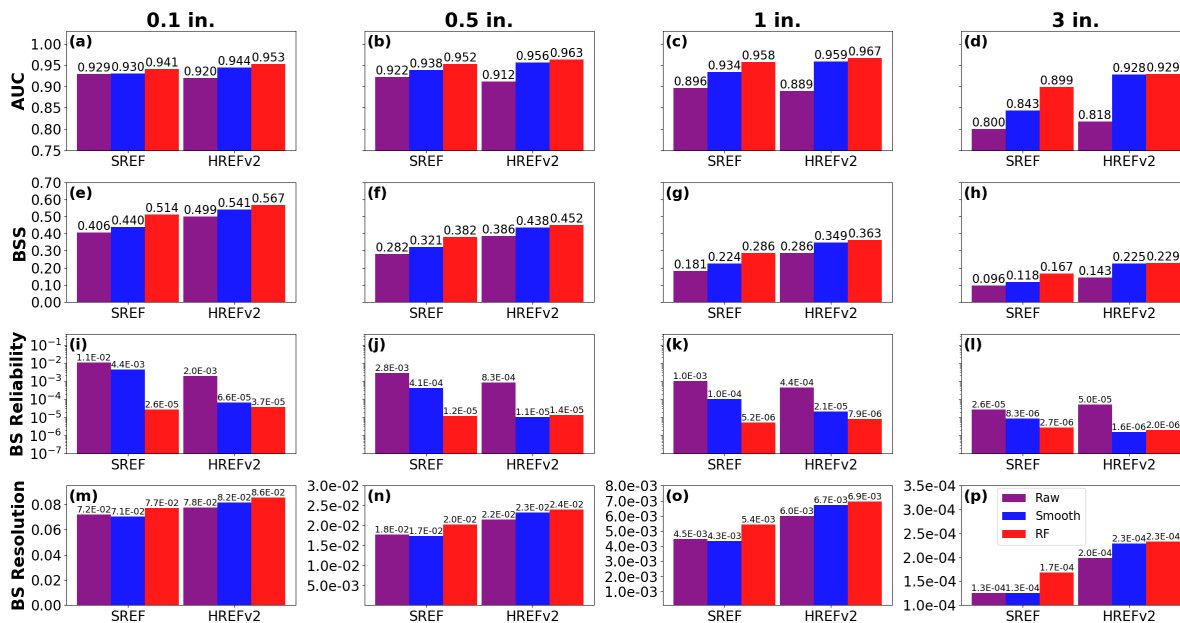 0.1 in. 0.5 in. 1 in. 3 in.
AUC
(a)
1.00
0.95
0.90
0.85
0.80
0.75
0.929 0.930 0.941 0.920 0.944 0.953
SREF HREFv2
(b)
0.922 0.938 0.952 0.912 0.956 0.963
SREF HREFv2
(c)
0.896 0.934 0.958 0.889 0.959 0.967
SREF HREFv2
(d)
0.800 0.843 0.899 0.818 0.928 0.929
SREF HREFv2
BSS
(e)
0.70
0.60
0.50
0.40
0.30
0.20
0.10
0.00
0.406 0.440 0.514 0.499 0.541 0.567
SREF HREFv2
(f)
0.282 0.321 0.382 0.386 0.438 0.452
SREF HREFv2
(g)
0.181 0.224 0.286 0.286 0.349 0.363
SREF HREFv2
(h)
0.096 0.118 0.167 0.143 0.225 0.229
SREF HREFv2
BS Reliability
(i)
10⁻¹
10⁻²
10⁻³
10⁻⁴
10⁻⁵
10⁻⁶
10⁻⁷
1.1E-02 4.4E-03 2.6E-05 2.0E-03 6.6E-05 3.7E-05
SREF HREFv2
(j)
2.8E-03 4.1E-04 1.2E-05 8.3E-04 1.1E-05 1.4E-05
SREF HREFv2
(k)
1.0E-03 1.0E-04 5.2E-06 4.4E-04 2.1E-05 7.9E-06
SREF HREFv2
(l)
2.6E-05 8.3E-06 2.7E-06 5.0E-05 1.6E-06 2.0E-06
SREF HREFv2
BS Resolution
(m)
0.08
0.06
0.04
0.02
0.00
7.2E-02 7.1E-02 7.7E-02 7.8E-02 8.2E-02 8.6E-02
SREF HREFv2
(n)
3.0e-02
2.5e-02
2.0e-02
1.5e-02
1.0e-02
5.0e-03
1.8E-02 1.7E-02 2.0E-02 2.2E-02 2.3E-02 2.4E-02
SREF HREFv2
(o)
8.0e-03
7.0e-03
6.0e-03
5.0e-03
4.0e-03
3.0e-03
2.0e-03
1.0e-03
4.5E-03 4.3E-03 5.4E-03 6.0E-03 6.7E-03 6.9E-03
SREF HREFv2
(p)
3.5e-04
3.0e-04
2.5e-04
2.0e-04
1.5e-04
1.0e-04
Raw
Smooth
RF
1.3E-04 1.3E-04 1.7E-04 2.0E-04 2.3E-04 2.3E-04
SREF HREFv2